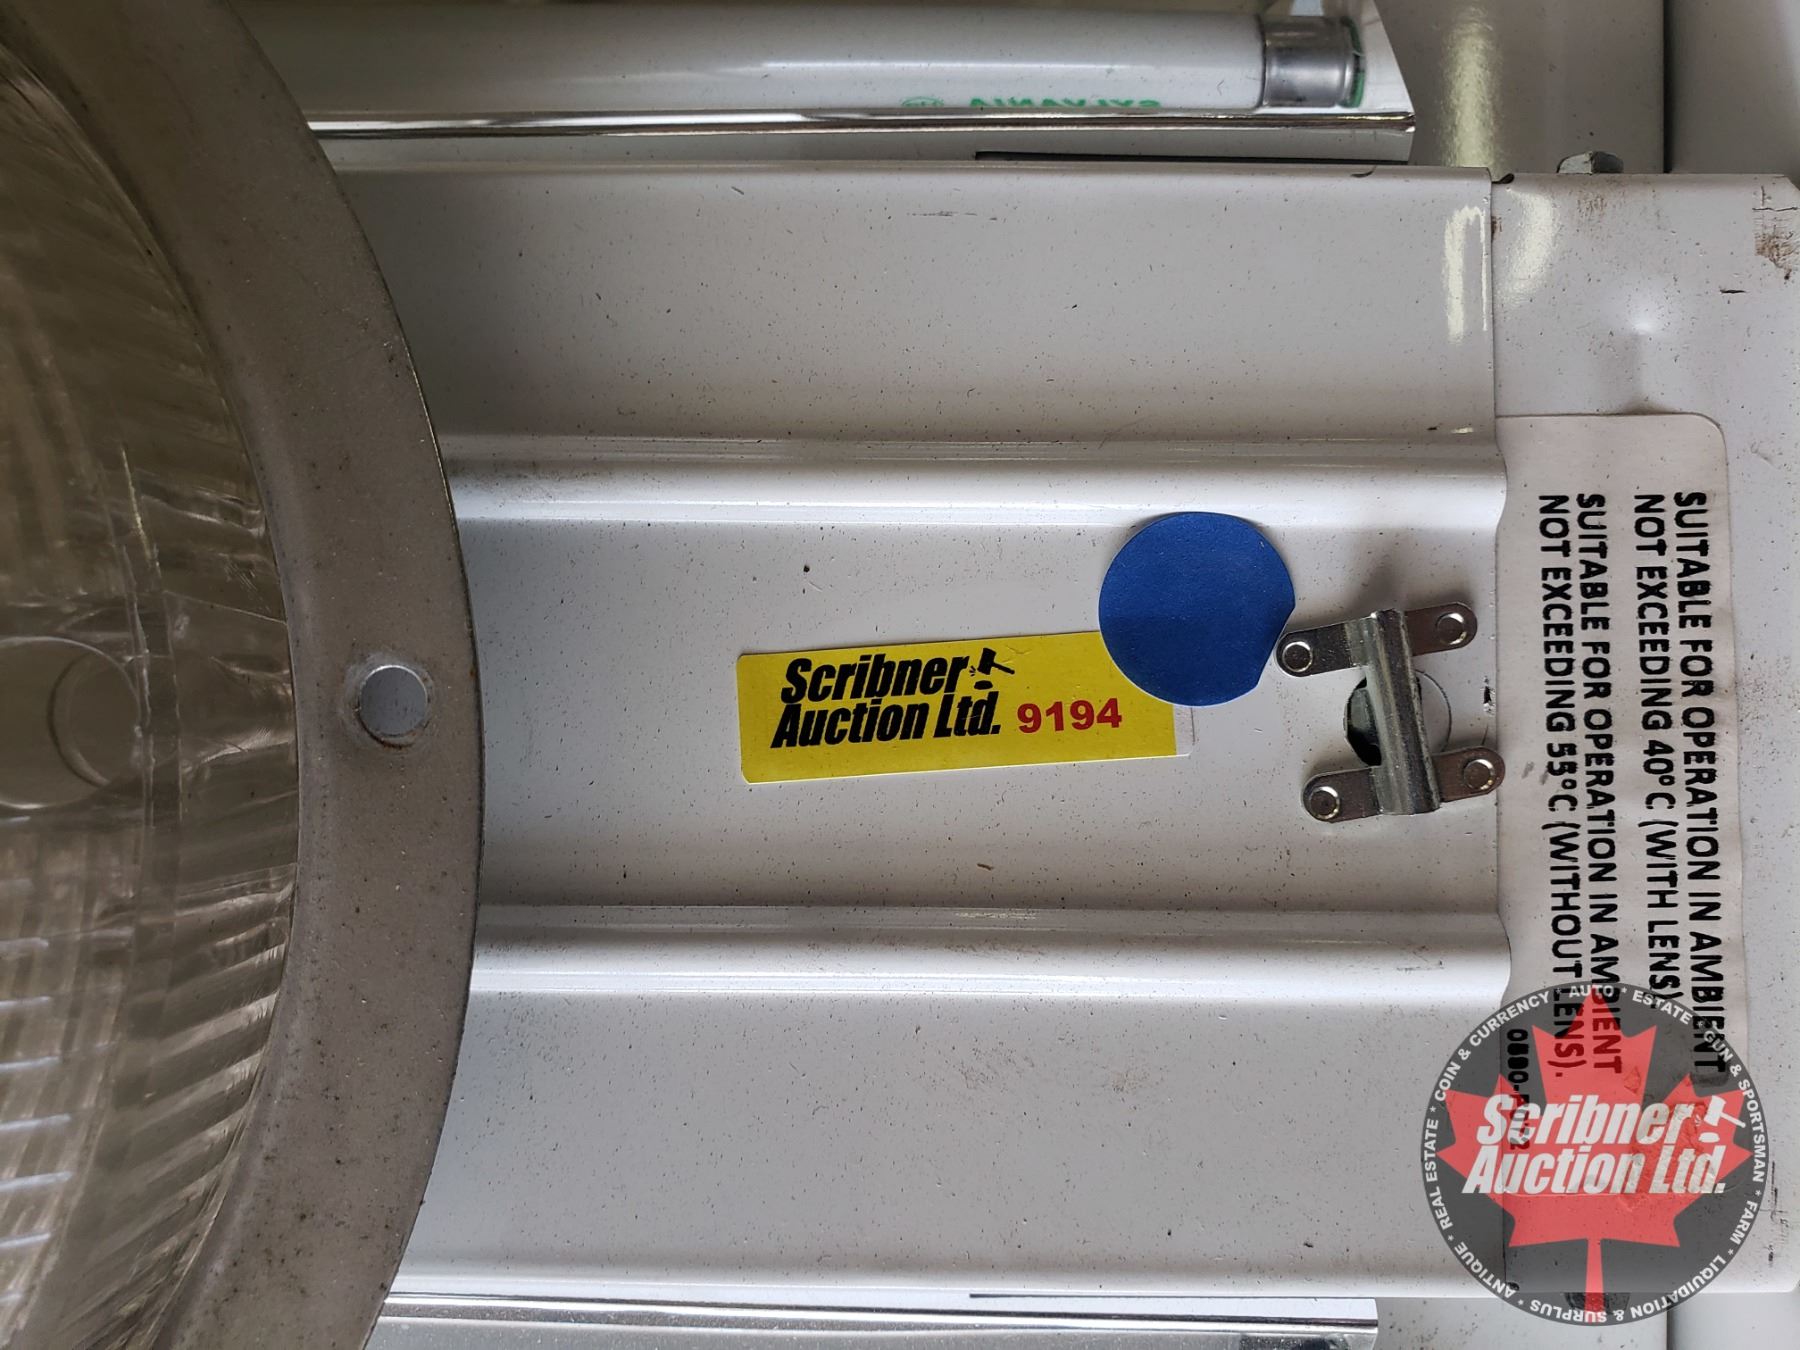 SYLVANIA
Scribner
Auction Ltd. 9194
SUITABLE FOR OPERATION IN AMBIENT
NOT EXCEEDING 40°C (WITH LENS)
SUITABLE FOR OPERATION IN AMBIENT
NOT EXCEEDING 55°C (WITHOUT LENS).
Scribner
Auction Ltd.
REAL ESTATE * COIN & CURRENCY * AUTO * ESTATE * GUN & SPORTSMAN * FARM * LIQUIDATION & SURPLUS * ANTIQUE *